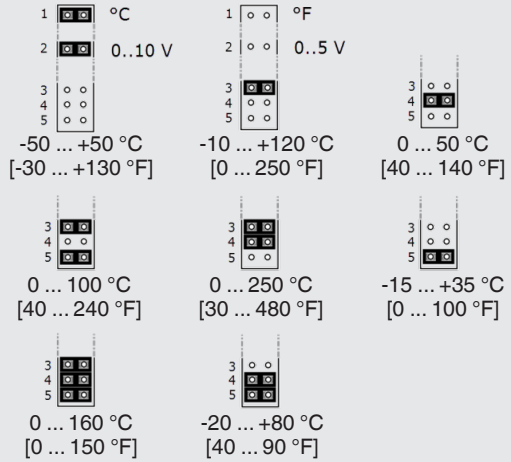 1 °C
2 0..10 V
3
4
5
-50 ... +50 °C
[-30 ... +130 °F]
1 °F
2 0..5 V
3
4
5
-10 ... +120 °C
[0 ... 250 °F]
3
4
5
0 ... 50 °C
[40 ... 140 °F]
3
4
5
0 ... 100 °C
[40 ... 240 °F]
3
4
5
0 ... 250 °C
[30 ... 480 °F]
3
4
5
-15 ... +35 °C
[0 ... 100 °F]
3
4
5
0 ... 160 °C
[0 ... 150 °F]
3
4
5
-20 ... +80 °C
[40 ... 90 °F]